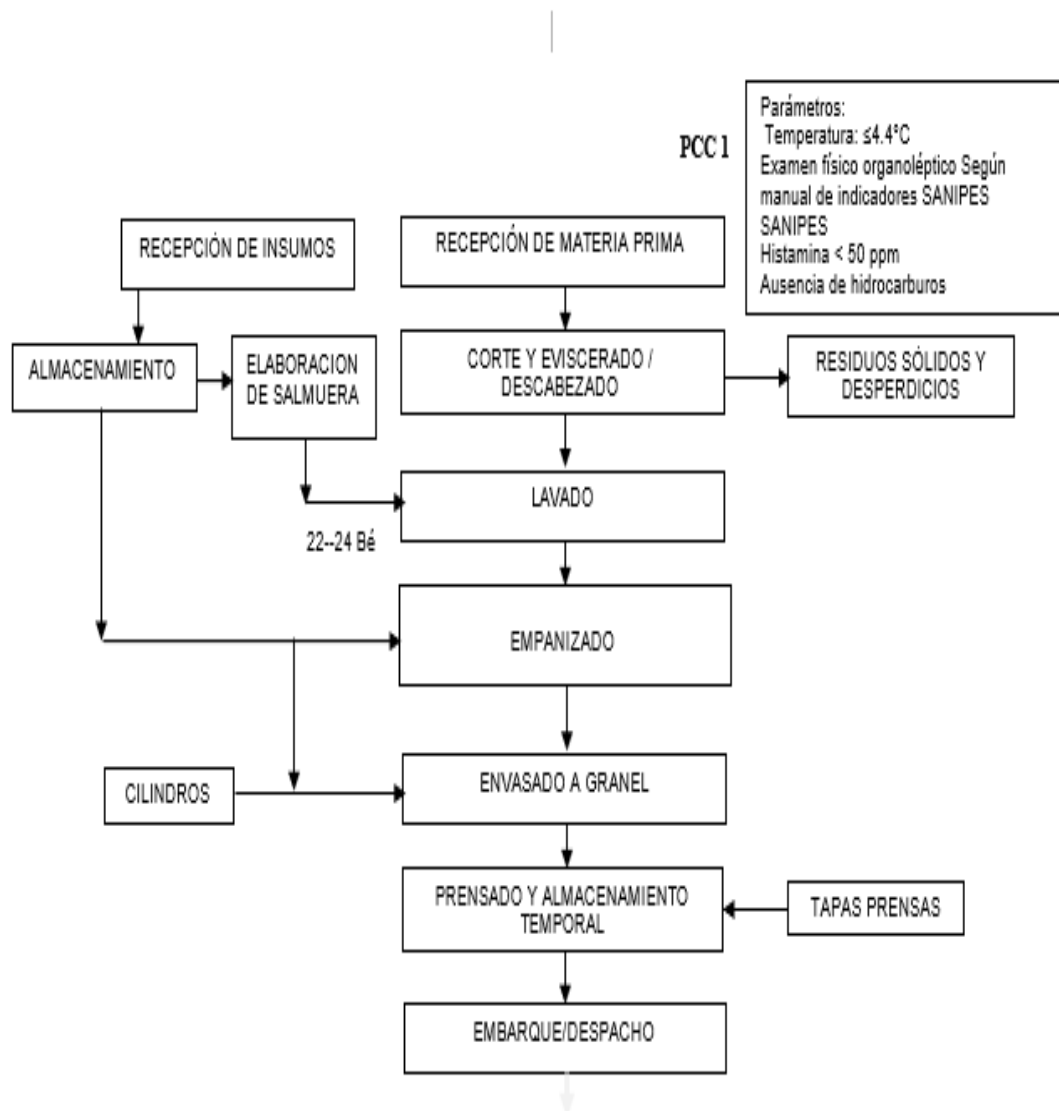 Parámetros:
Temperatura: ≤4.4°C
Examen físico organoléptico Según
manual de indicadores SANIPES
SANIPES
Histamina < 50 ppm
Ausencia de hidrocarburos
PCC 1
RECEPCIÓN DE INSUMOS
RECEPCIÓN DE MATERIA PRIMA
ALMACENAMIENTO
ELABORACION
DE SALMUERA
CORTE Y EVISCERADO /
DESCABEZADO
RESIDUOS SÓLIDOS Y
DESPERDICIOS
LAVADO
22--24 Bé
EMPANIZADO
CILINDROS
ENVASADO A GRANEL
PRENSADO Y ALMACENAMIENTO
TEMPORAL
TAPAS PRENSAS
EMBARQUE/DESPACHO